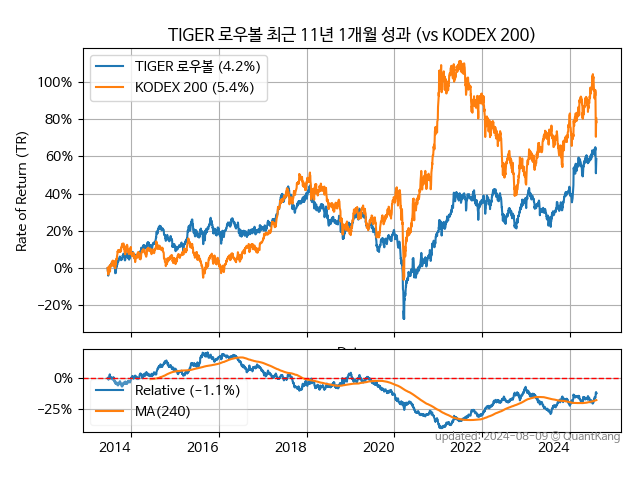 TIGER 로우볼 최근 11년 1개월 성과 (vs KODEX 200)
TIGER 로우볼 (4.2%)
KODEX 200 (5.4%)
Rate of Return (TR)
100%
80%
60%
40%
20%
0%
−20%
0%
−25%
Relative (−1.1%)
MA(240)
2014
2016
2018
2020
2022
2024
updated: 2024-08-09 © QuantKang